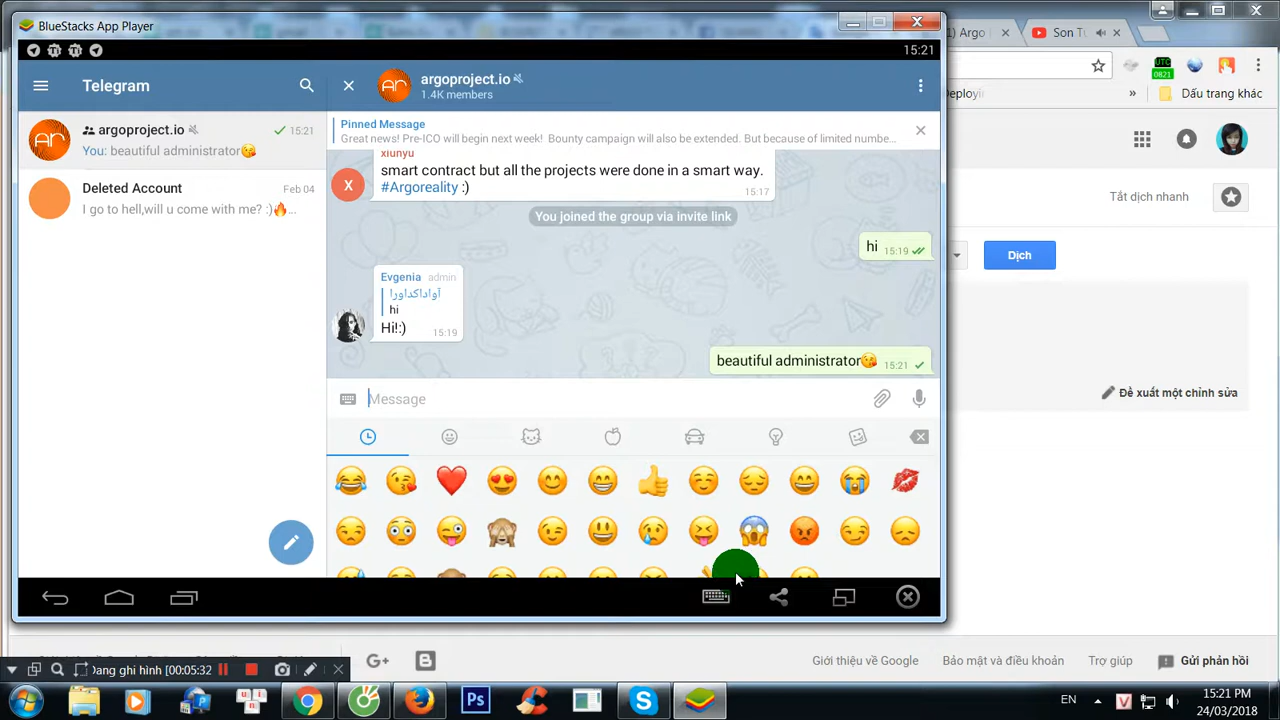 BlueStacks App Player
) Argo
Son T
15:21
UTC
0821
Telegram
argoproject.io
1.4K members
eployin
»
Dấu trang khác
argoproject.io
15:21
You: beautiful administrator😘
Pinned Message
Great news! Pre-ICO will begin next week! Bounty campaign will also be extended. But because of limited numbe...
Deleted Account
Feb 04
I go to hell,will u come with me? :)🔥...
xiunyu
smart contract but all the projects were done in a smart way.
#Argoreality :)
15:17
X
You joined the group via invite link
Tắt dịch nhanh
hi 15:19
Dịch
Evgenia admin
آواداکداورا
hi
Hi!:) 15:19
beautiful administrator😘 15:21
Message
Đề xuất một chỉnh sửa
Đang ghi hình [00:05:32
G+
Giới thiệu về Google
Bảo mật và điều khoản
Trợ giúp
Gửi phản hồi
Ps
EN
15:21 PM
24/03/2018